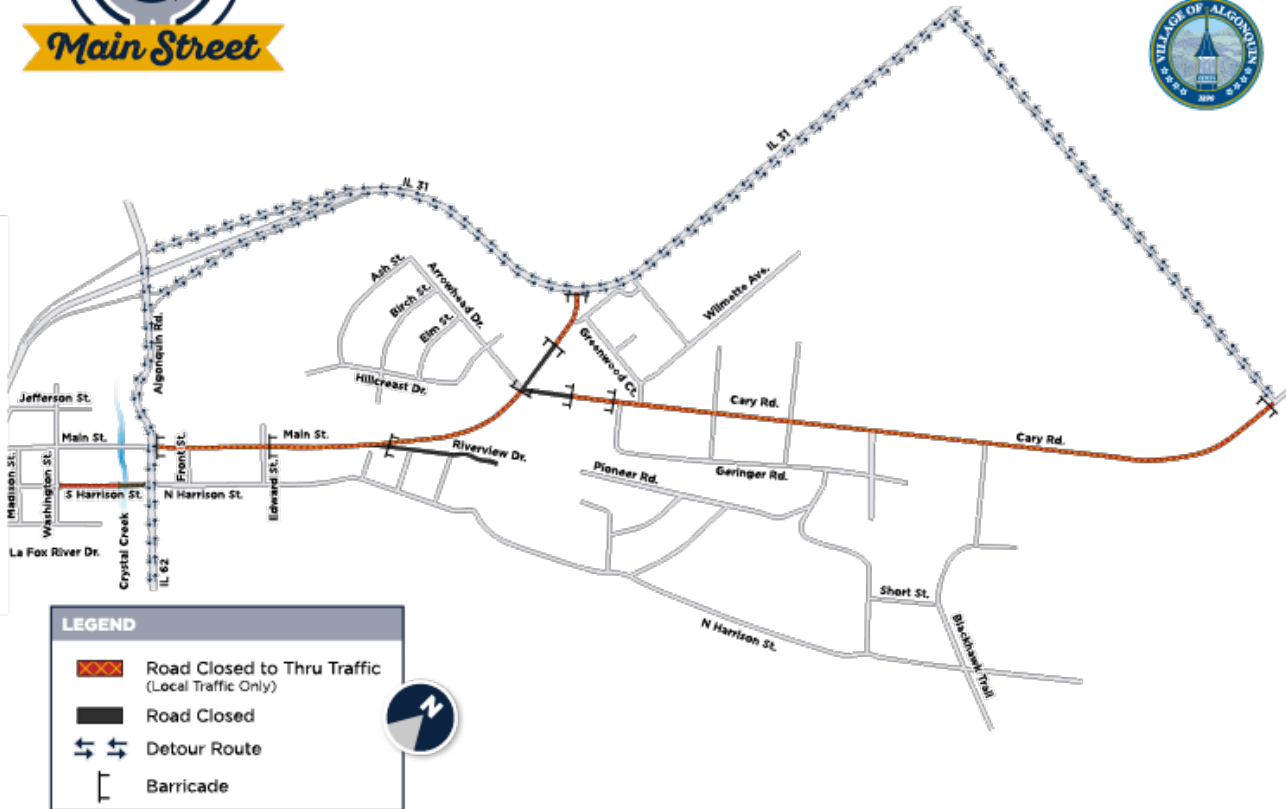 Main Street
VILLAGE OF ALGONQUIN
1890
IL 31
IL 31
Ash St.
Arrowhead Dr.
Birch St.
Elm St.
Hillcreast Dr.
Wilmette Ave.
Greenwood Ct.
Algonquin Rd.
Jefferson St.
Main St.
Main St.
Cary Rd.
Cary Rd.
Riverview Dr.
Front St.
Edward St.
Madison St.
Washington St.
S Harrison St.
N Harrison St.
Pioneer Rd.
Geringer Rd.
La Fox River Dr.
Crystal Creek
IL 62
Short St.
N Harrison St.
Blackhawk Trail
LEGEND
Road Closed to Thru Traffic
(Local Traffic Only)
Road Closed
Detour Route
Barricade
N